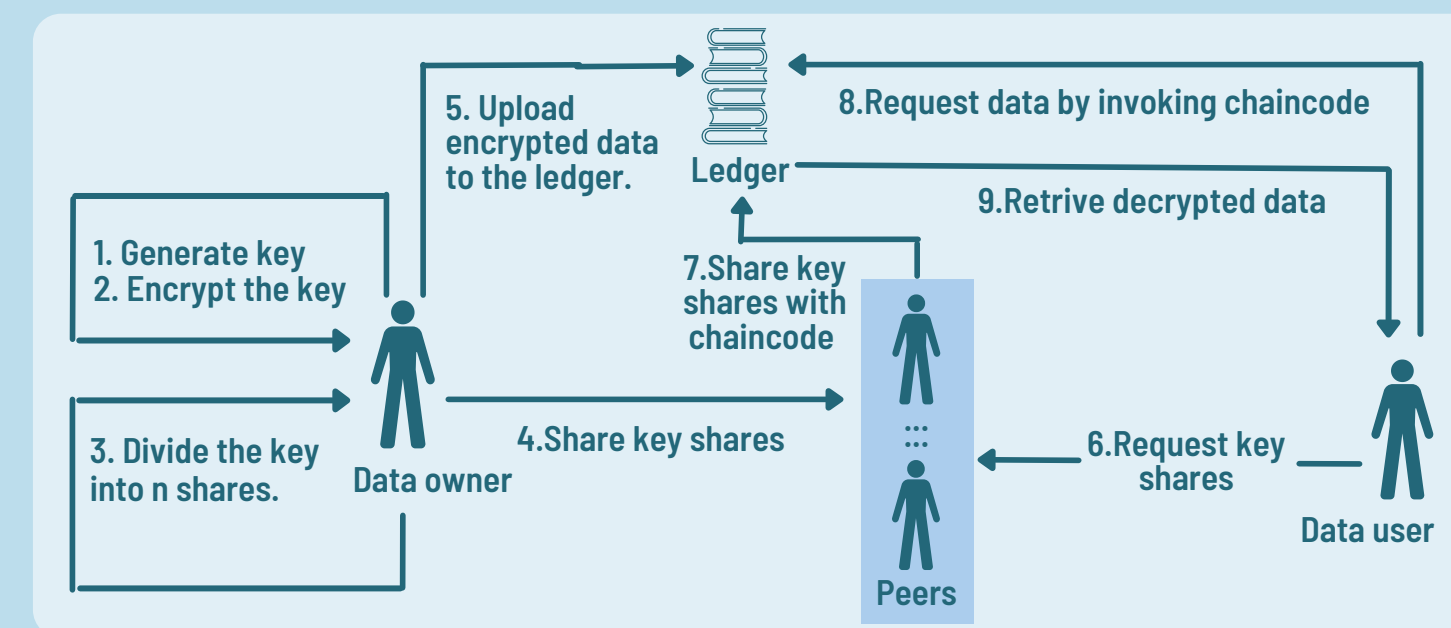 5. Upload
encrypted data
to the ledger.
8.Request data by invoking chaincode
Ledger
9.Retrive decrypted data
1. Generate key
2. Encrypt the key
7.Share key
shares with
chaincode
3. Divide the key
into n shares.
4.Share key shares
Data owner
6.Request key
shares
Data user
Peers